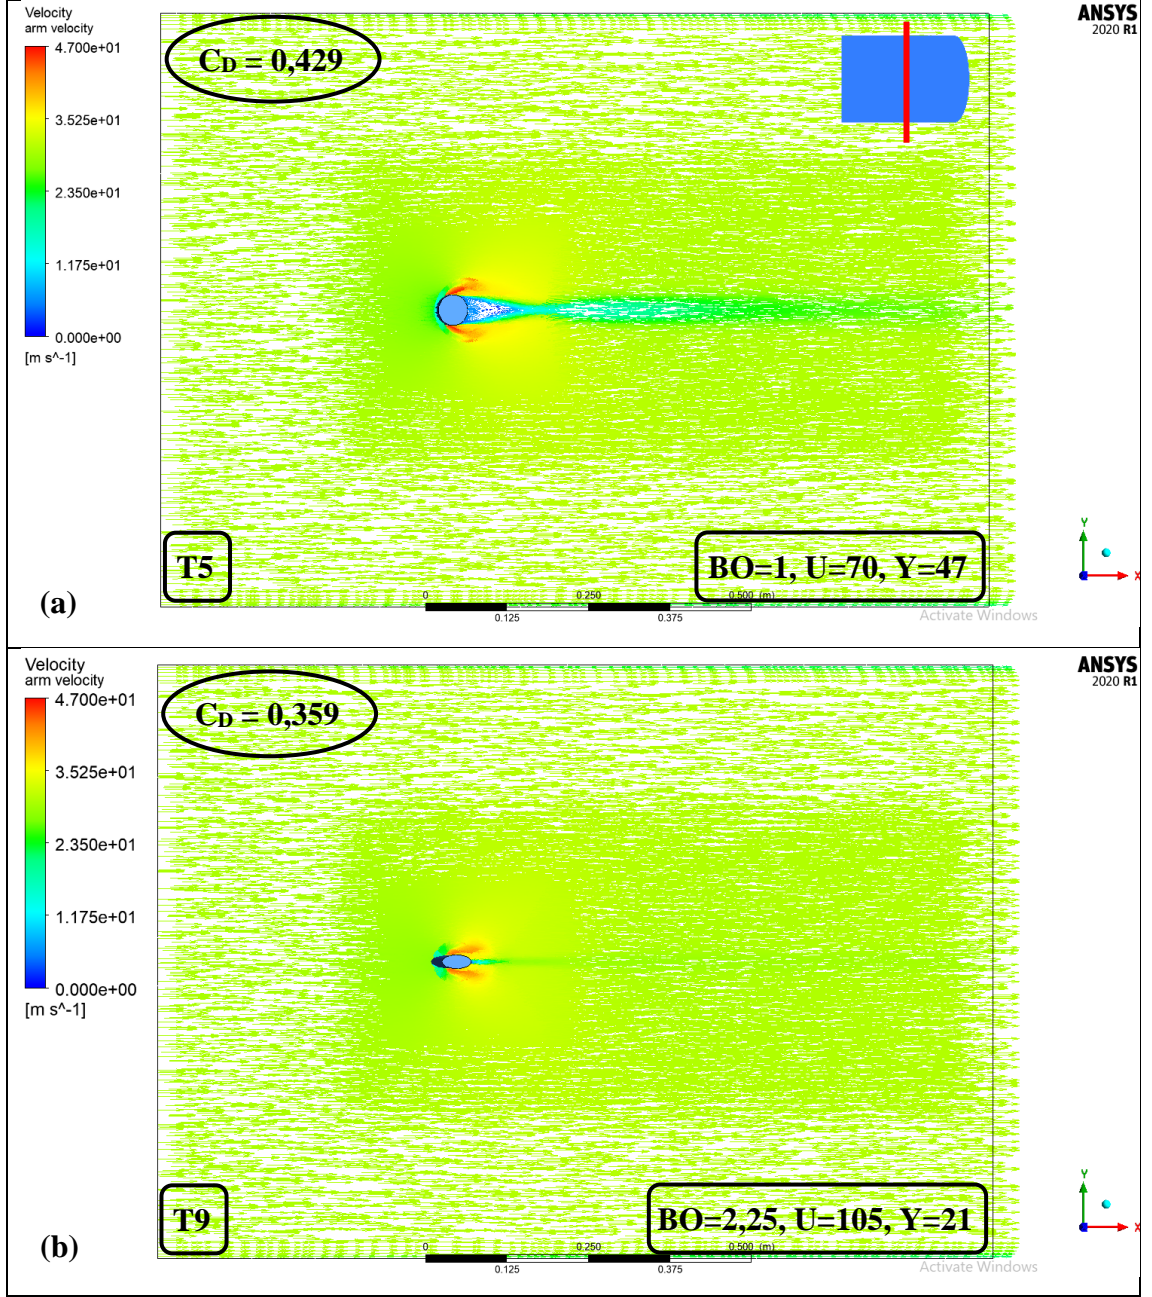 Velocity
arm velocity
4.700e+01
3.525e+01
2.350e+01
1.175e+01
0.000e+00
[m s^-1]
C_D = 0,429
ANSYS
2020 R1
T5
BO=1, U=70, Y=47
(a)
0
0.250
0.500 (m)
0.125
0.375
Y
X
Activate Windows
Velocity
arm velocity
4.700e+01
3.525e+01
2.350e+01
1.175e+01
0.000e+00
[m s^-1]
C_D = 0,359
ANSYS
2020 R1
T9
BO=2,25, U=105, Y=21
(b)
0
0.250
0.500 (m)
0.125
0.375
Y
X
Activate Windows